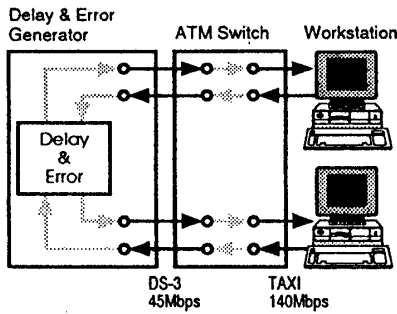 Delay & Error
Generator
ATM Switch
Workstation
Delay
&
Error
DS-3
45Mbps
TAXI
140Mbps